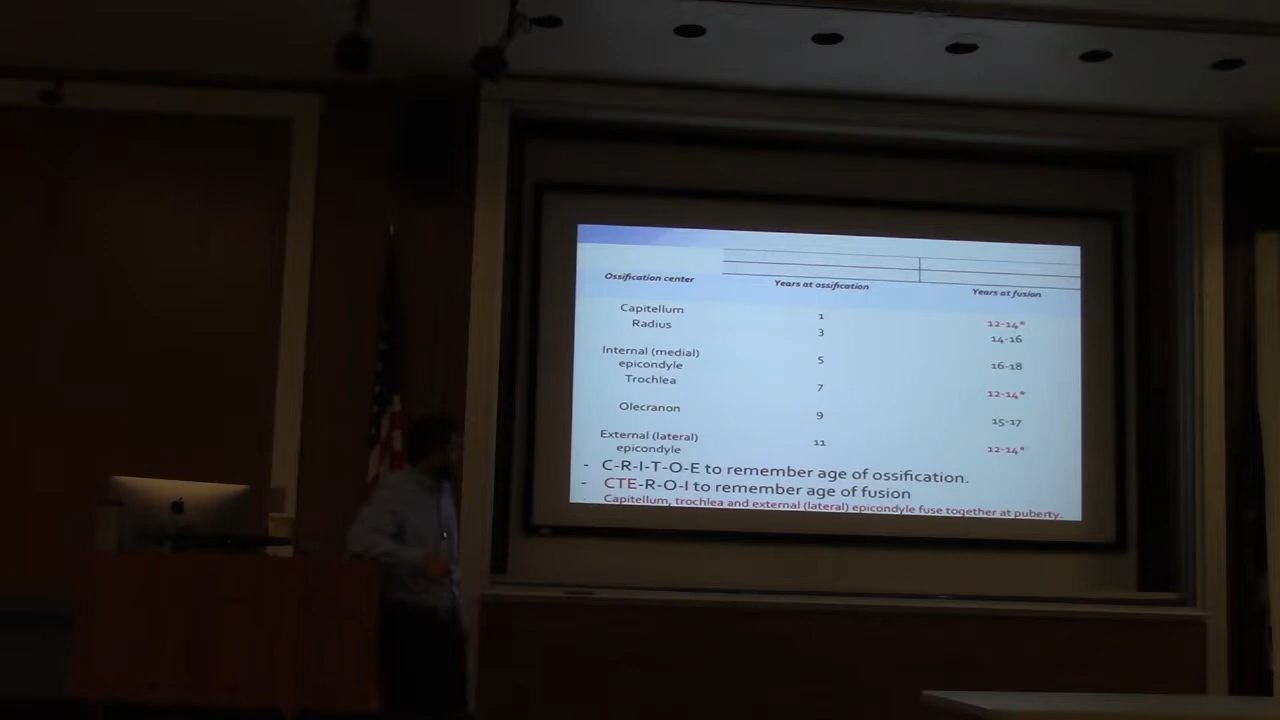 Ossification center Years at ossification Years at fusion
Capitellum 1 12-14*
Radius 3 14-16
Internal (medial)
epicondyle 5 16-18
Trochlea 7 12-14*
Olecranon 9 15-17
External (lateral)
epicondyle 11 12-14*
- C-R-I-T-O-E to remember age of ossification.
- CTE-R-O-I to remember age of fusion
Capitellum, trochlea and external (lateral) epicondyle fuse together at puberty.